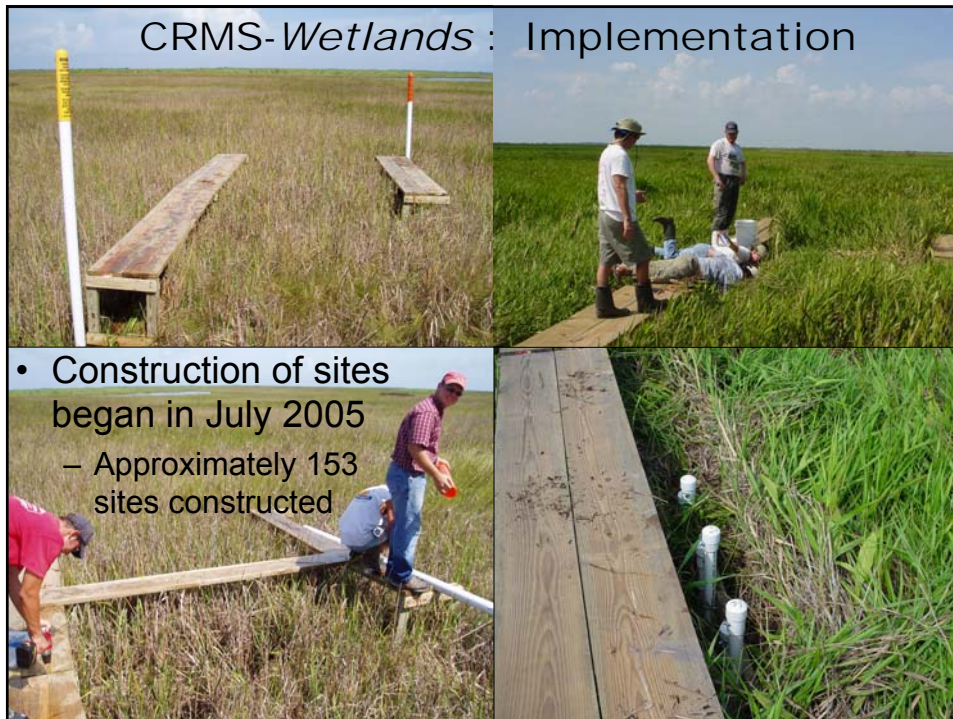 CRMS-Wetlands : Implementation
• Construction of sites
began in July 2005
– Approximately 153
sites constructed